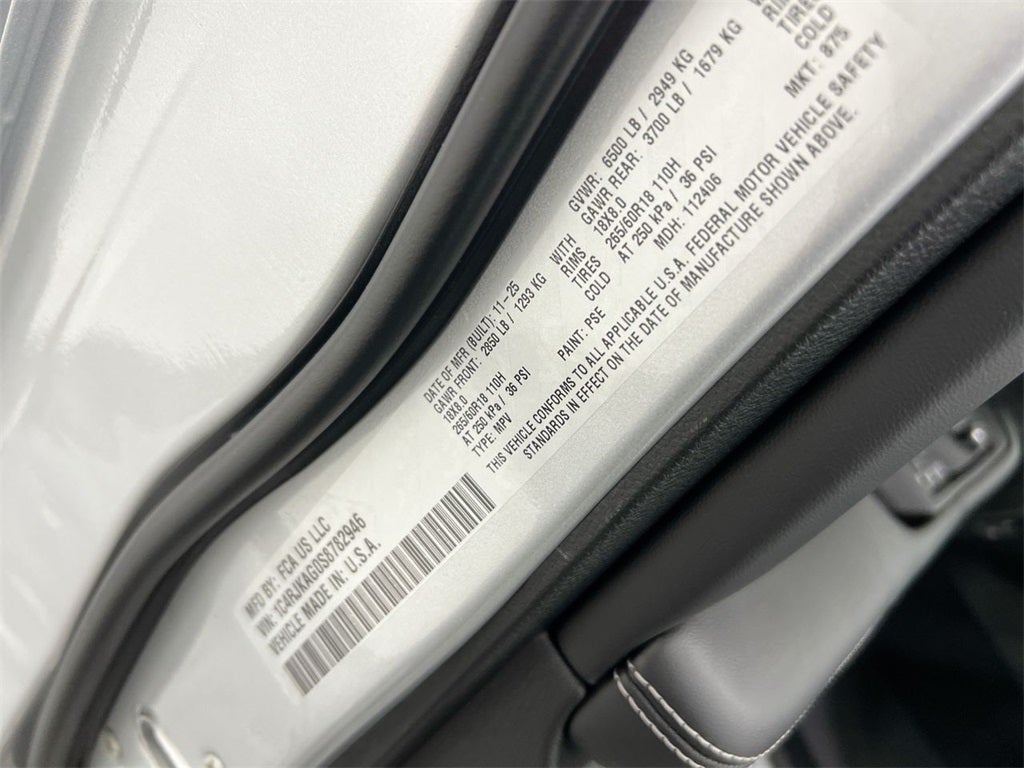 MFD BY: FCA US LLC
VIN: 1C4RJKAG0S8782946
VEHICLE MADE IN: U.S.A.
DATE OF MFR (BUILT): 11-25
GAWR FRONT: 2850 LB / 1293 KG
18X8.0
265/60R18 110H
AT 250 kPa / 36 PSI
TYPE: MPV
GVWR: 6500 LB / 2949 KG
GAWR REAR: 3700 LB / 1679 KG
WITH
RIMS 18X8.0
TIRES 265/60R18 110H
COLD AT 250 kPa / 36 PSI
PAINT: PSE MDH: 112406
RIM
TIRES
COLD
MKT: 075
THIS VEHICLE CONFORMS TO ALL APPLICABLE U.S.A. FEDERAL MOTOR VEHICLE SAFETY
STANDARDS IN EFFECT ON THE DATE OF MANUFACTURE SHOWN ABOVE.